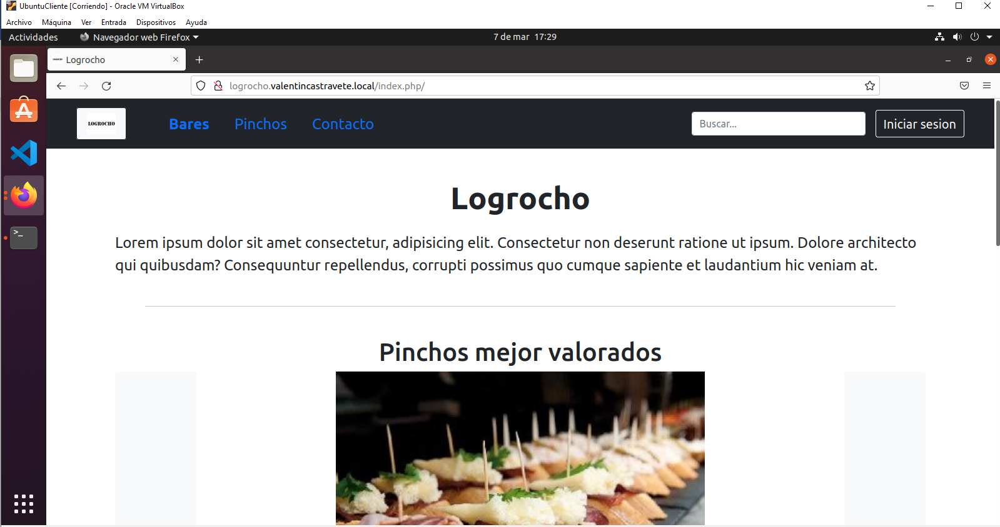 UbuntuCliente [Corriendo] - Oracle VM VirtualBox
Archivo Máquina Ver Entrada Dispositivos Ayuda
Actividades Navegador web Firefox 7 de mar 17:29
Logrocho
logrocho.valentincastravete.local/index.php/
LOGROCHO Bares Pinchos Contacto Buscar... Iniciar sesion
Logrocho
Lorem ipsum dolor sit amet consectetur, adipisicing elit. Consectetur non deserunt ratione ut ipsum. Dolore architecto
qui quibusdam? Consequuntur repellendus, corrupti possimus quo cumque sapiente et laudantium hic veniam at.
Pinchos mejor valorados